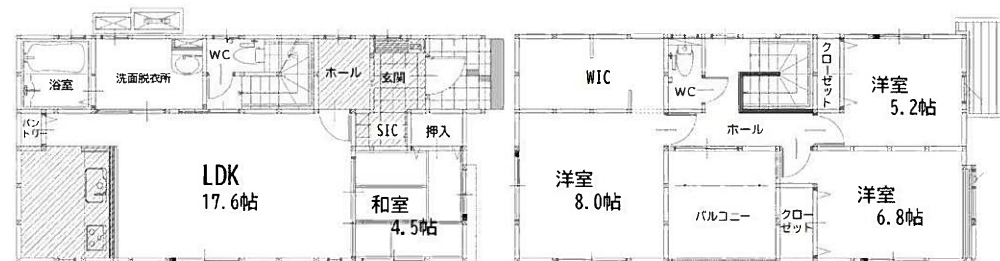 浴室
洗面脱衣所
WC
ホール
玄関
パン
トリ
SIC
押入
LDK
17.6帖
和室
4.5帖
WIC
WC
クローゼット
洋室
5.2帖
ホール
洋室
8.0帖
バルコニー
クロー
ゼット
洋室
6.8帖